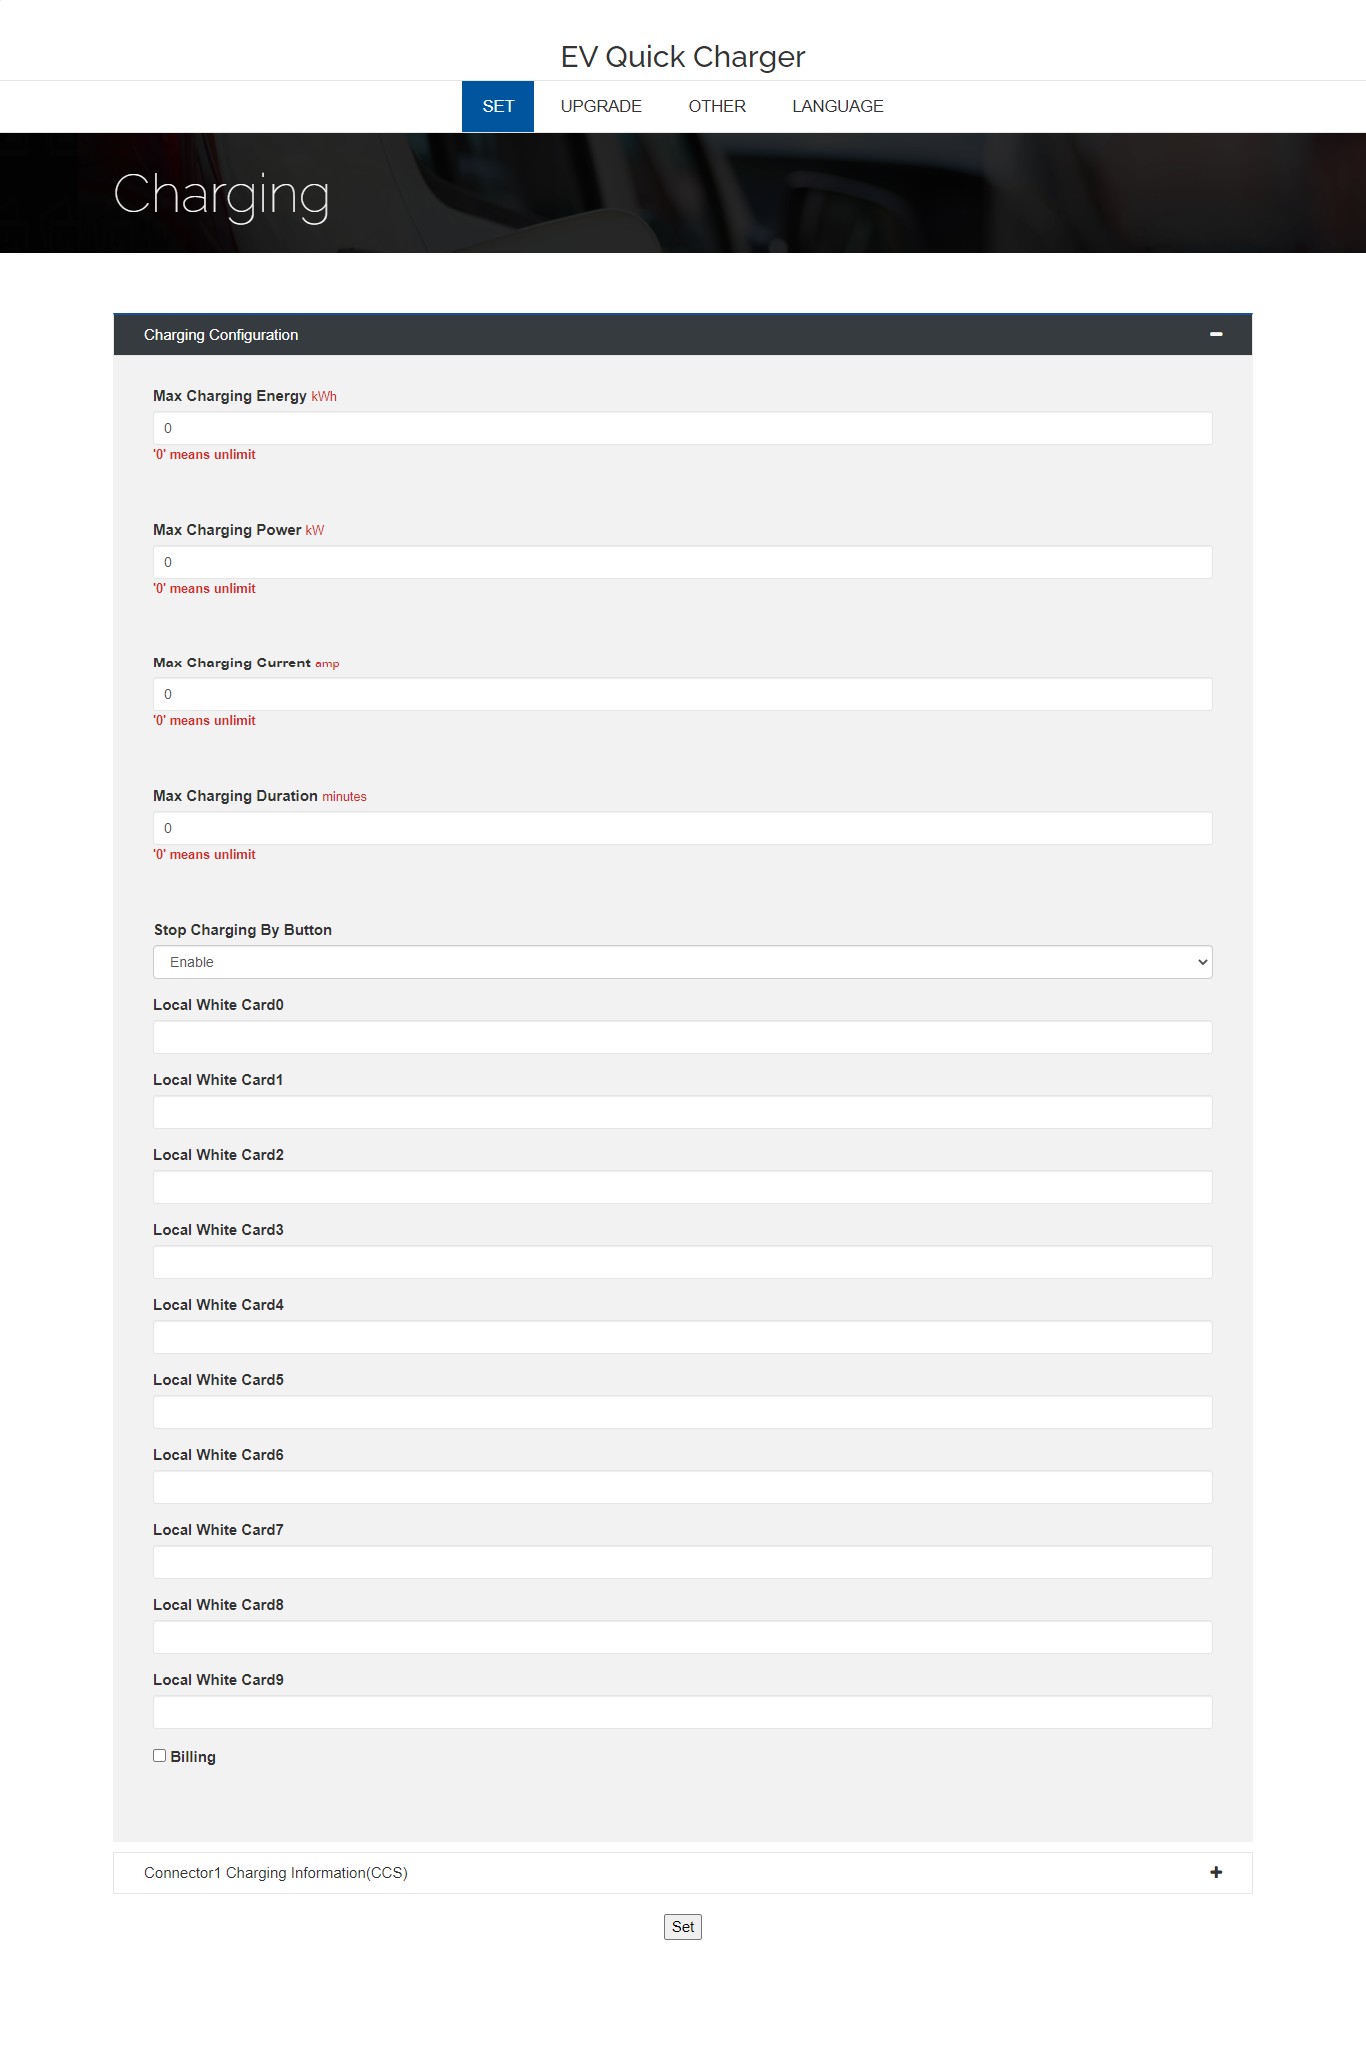 EV Quick Charger
SET UPGRADE OTHER LANGUAGE
Charging
Charging Configuration
Max Charging Energy kWh
0
'0' means unlimit
Max Charging Power kW
0
'0' means unlimit
Max Charging Current amp
0
'0' means unlimit
Max Charging Duration minutes
0
'0' means unlimit
Stop Charging By Button
Enable
Local White Card0
Local White Card1
Local White Card2
Local White Card3
Local White Card4
Local White Card5
Local White Card6
Local White Card7
Local White Card8
Local White Card9
Billing
Connector1 Charging Information(CCS)
Set